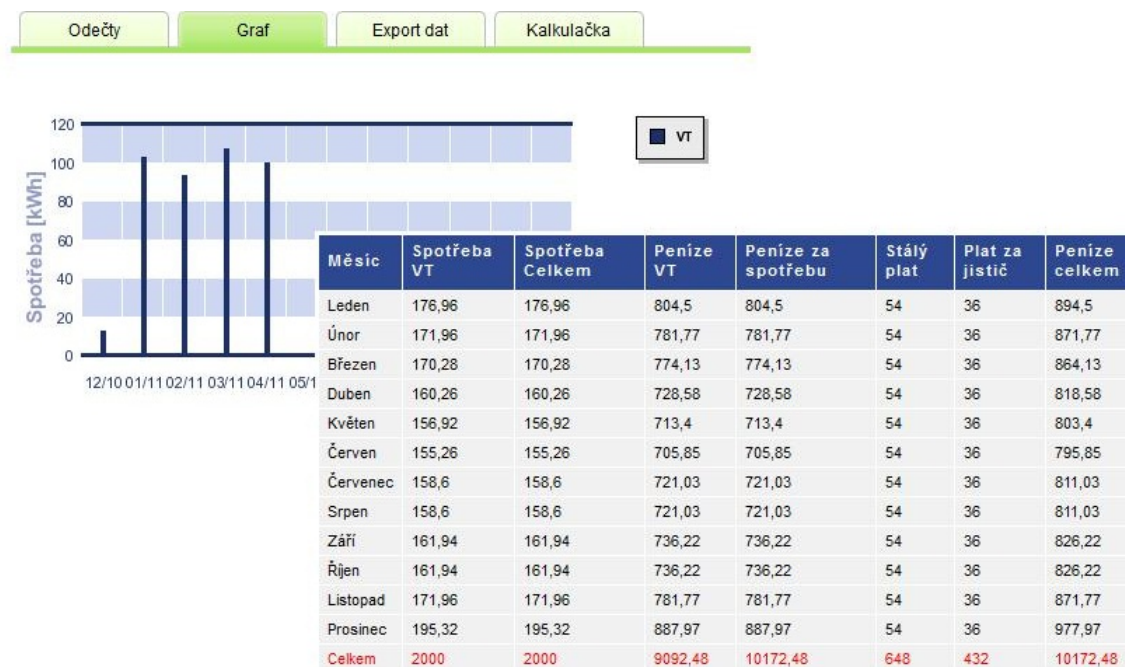 Odečty Graf Export dat Kalkulačka
120
100
80
60
40
20
0
Spotřeba [kWh]
12/10 01/11 02/11 03/11 04/11 05/1
VT
Měsíc Spotřeba VT Spotřeba Celkem Peníze VT Peníze za spotřebu Stálý plat Plat za jistič Peníze celkem
Leden 176,96 176,96 804,5 804,5 54 36 894,5
Únor 171,96 171,96 781,77 781,77 54 36 871,77
Březen 170,28 170,28 774,13 774,13 54 36 864,13
Duben 160,26 160,26 728,58 728,58 54 36 818,58
Květen 156,92 156,92 713,4 713,4 54 36 803,4
Červen 155,26 155,26 705,85 705,85 54 36 795,85
Červenec 158,6 158,6 721,03 721,03 54 36 811,03
Srpen 158,6 158,6 721,03 721,03 54 36 811,03
Září 161,94 161,94 736,22 736,22 54 36 826,22
Říjen 161,94 161,94 736,22 736,22 54 36 826,22
Listopad 171,96 171,96 781,77 781,77 54 36 871,77
Prosinec 195,32 195,32 887,97 887,97 54 36 977,97
Celkem 2000 2000 9092,48 10172,48 648 432 10172,48